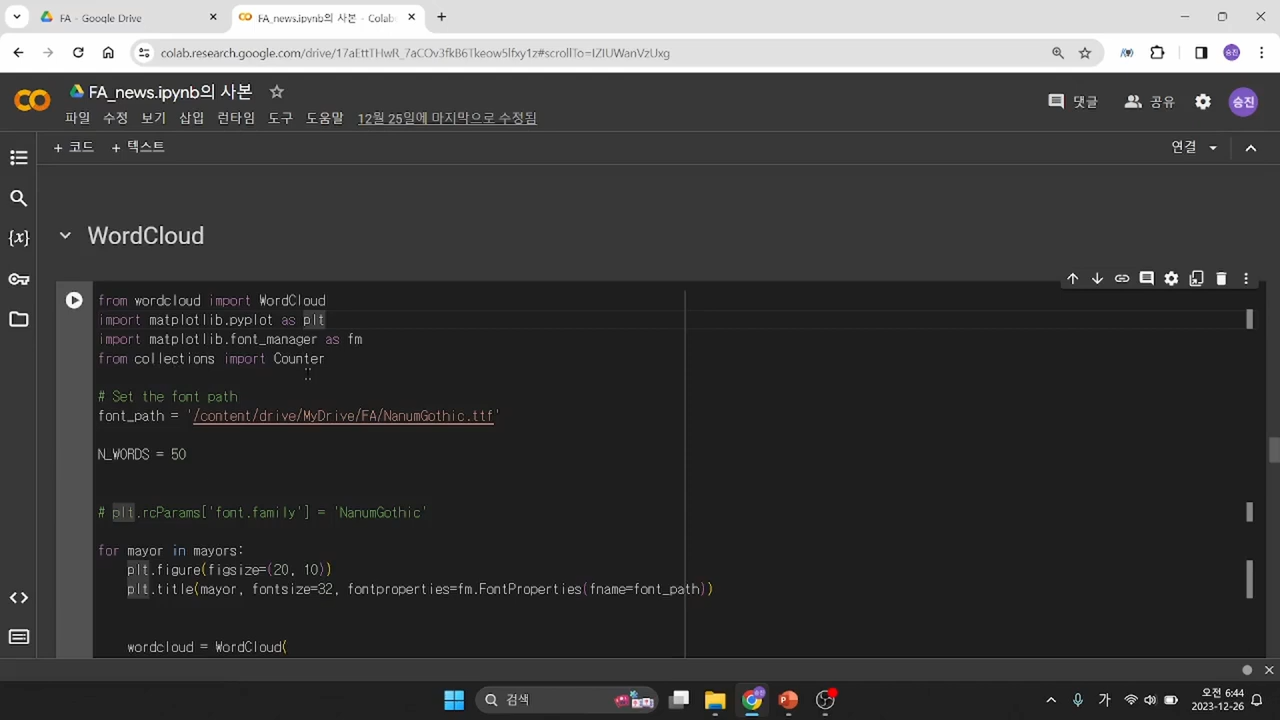 FA - Google Drive
FA_news.ipynb의 사본 - Colab
colab.research.google.com/drive/17aEttTHwR_7aCOv3fkB6Tkeow5lfxy1z#scrollTo=IZIUWanVzUxg
승진
FA_news.ipynb의 사본
파일 수정 보기 삽입 런타임 도구 도움말 12월 25일에 마지막으로 수정됨
댓글 공유 승진
+ 코드 + 텍스트
연결
{x}
WordCloud
from wordcloud import WordCloud
import matplotlib.pyplot as plt
import matplotlib.font_manager as fm
from collections import Counter
# Set the font path
font_path = '/content/drive/MyDrive/FA/NanumGothic.ttf'
N_WORDS = 50
# plt.rcParams['font.family'] = 'NanumGothic'
for mayor in mayors:
plt.figure(figsize=(20, 10))
plt.title(mayor, fontsize=32, fontproperties=fm.FontProperties(fname=font_path))
wordcloud = WordCloud(
검색
가
오전 6:44
2023-12-26